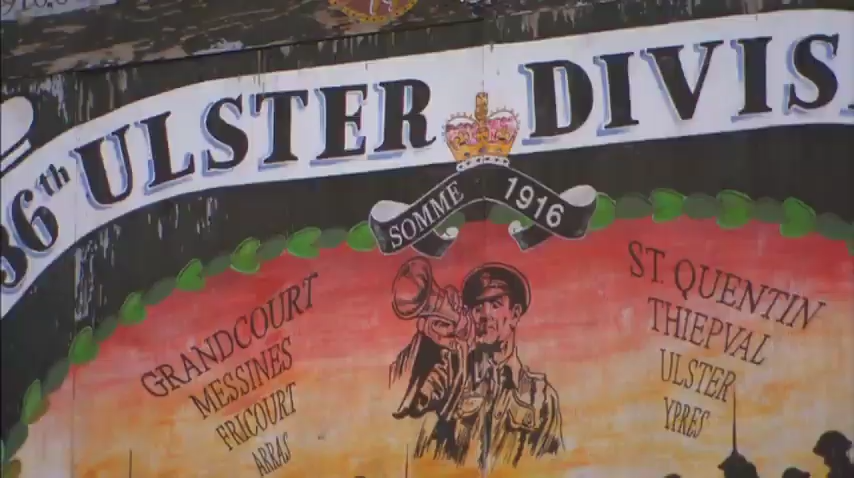 36th ULSTER DIVIS
SOMME 1916
GRANDCOURT
MESSINES
FRICOURT
ARRAS
ST. QUENTIN
THIEPVAL
ULSTER
YPRES